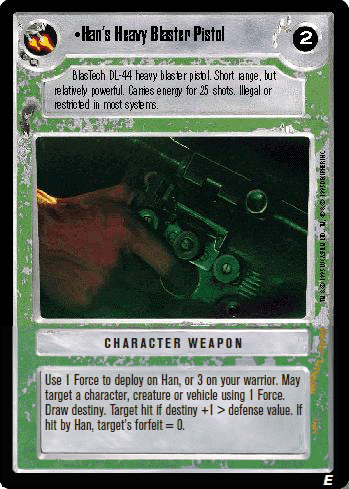 •Han's Heavy Blaster Pistol
2
BlasTech DL-44 heavy blaster pistol. Short range, but
relatively powerful. Carries energy for 25 shots. Illegal or
restricted in most systems.
CHARACTER WEAPON
Use 1 Force to deploy on Han, or 3 on your warrior. May
target a character, creature or vehicle using 1 Force.
Draw destiny. Target hit if destiny +1 > defense value. If
hit by Han, target's forfeit = 0.
E